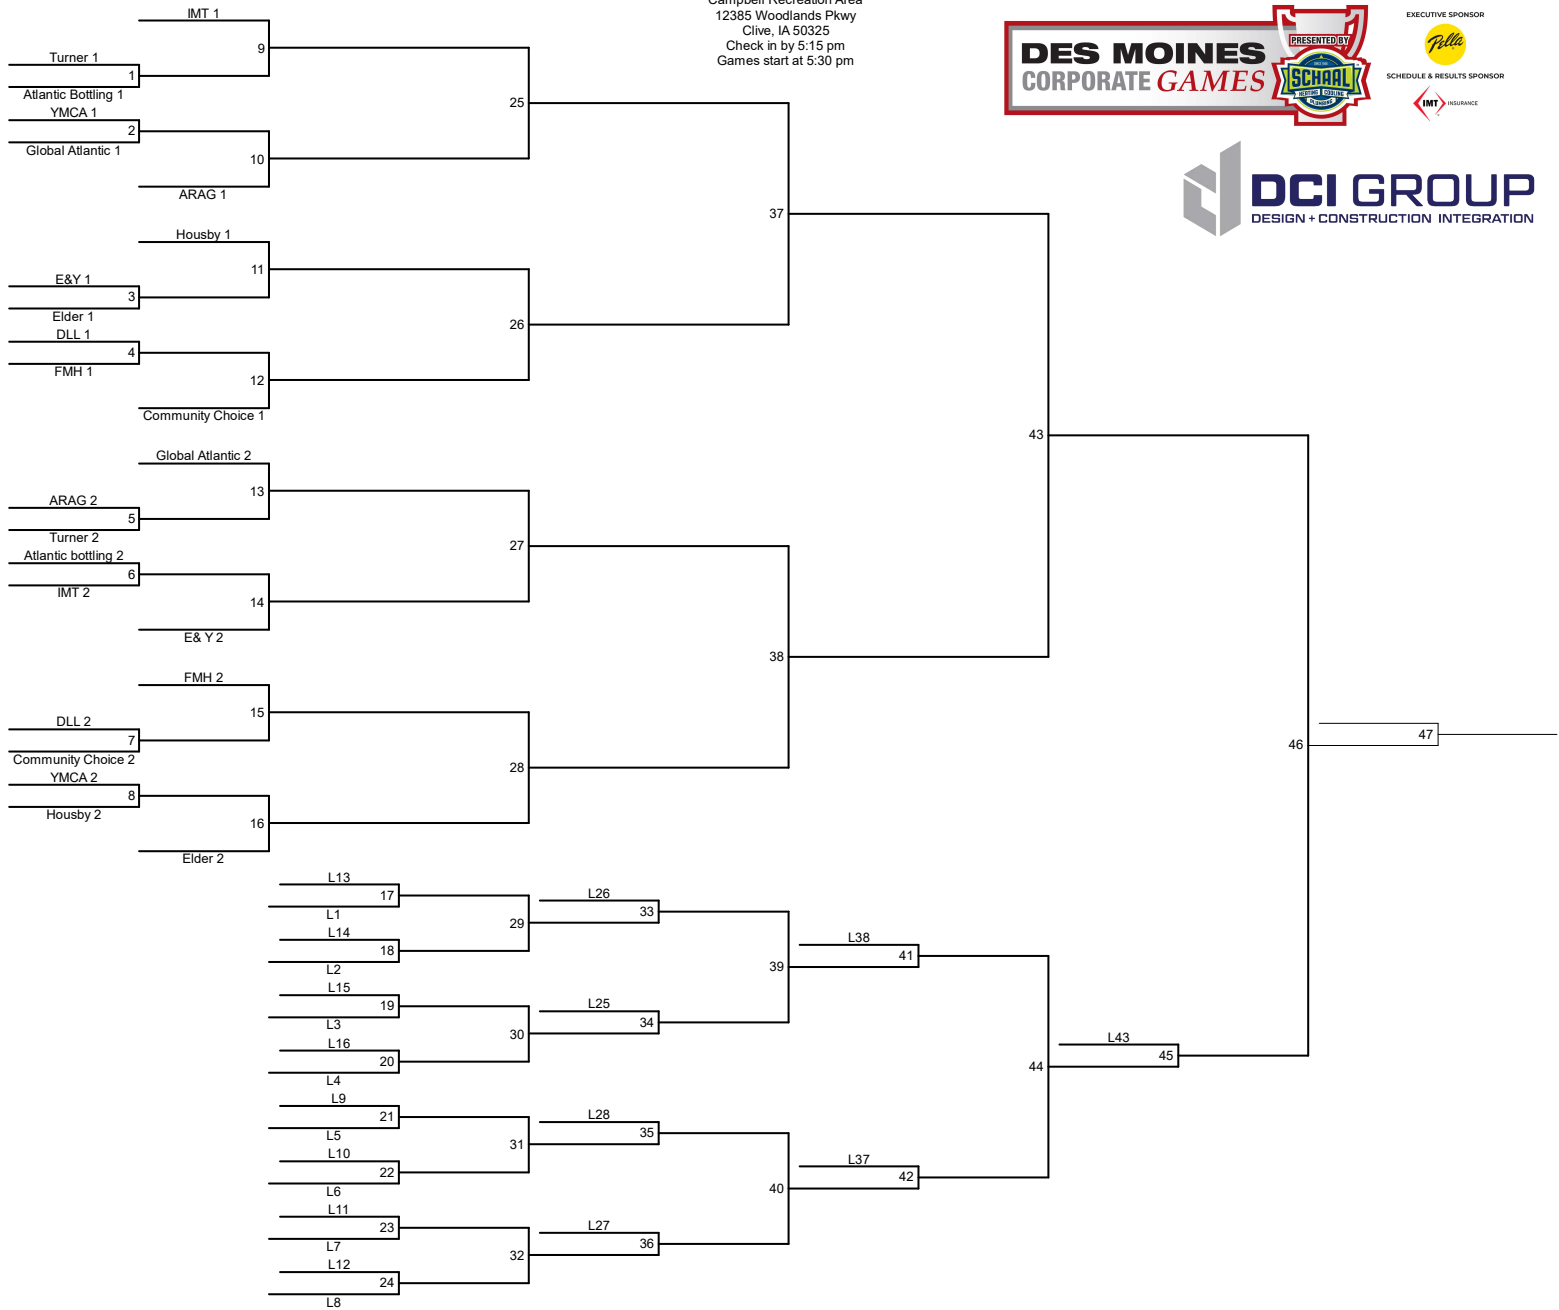 Campbell Recreation Area
12385 Woodlands Pkwy
Clive, IA 50325
Check in by 5:15 pm
Games start at 5:30 pm
DES MOINES
CORPORATE GAMES
PRESENTED BY
SCHAAL
HEATING COOLING
PLUMBING
EXECUTIVE SPONSOR
Pella
SCHEDULE & RESULTS SPONSOR
IMT INSURANCE
DCI GROUP
DESIGN + CONSTRUCTION INTEGRATION
IMT 1
9
Turner 1
1
Atlantic Bottling 1
YMCA 1
2
Global Atlantic 1
10
ARAG 1
25
Housby 1
11
E&Y 1
3
Elder 1
DLL 1
4
FMH 1
12
Community Choice 1
26
37
Global Atlantic 2
13
ARAG 2
5
Turner 2
Atlantic bottling 2
6
IMT 2
14
E& Y 2
27
FMH 2
15
DLL 2
7
Community Choice 2
YMCA 2
8
Housby 2
16
Elder 2
28
38
43
46
47
L13
17
L1
L14
18
L2
29
L26
33
L15
19
L3
L16
20
L4
30
L25
34
39
L38
41
L9
21
L5
L10
22
L6
31
L28
35
L11
23
L7
L12
24
L8
32
L27
36
40
L37
42
44
L43
45